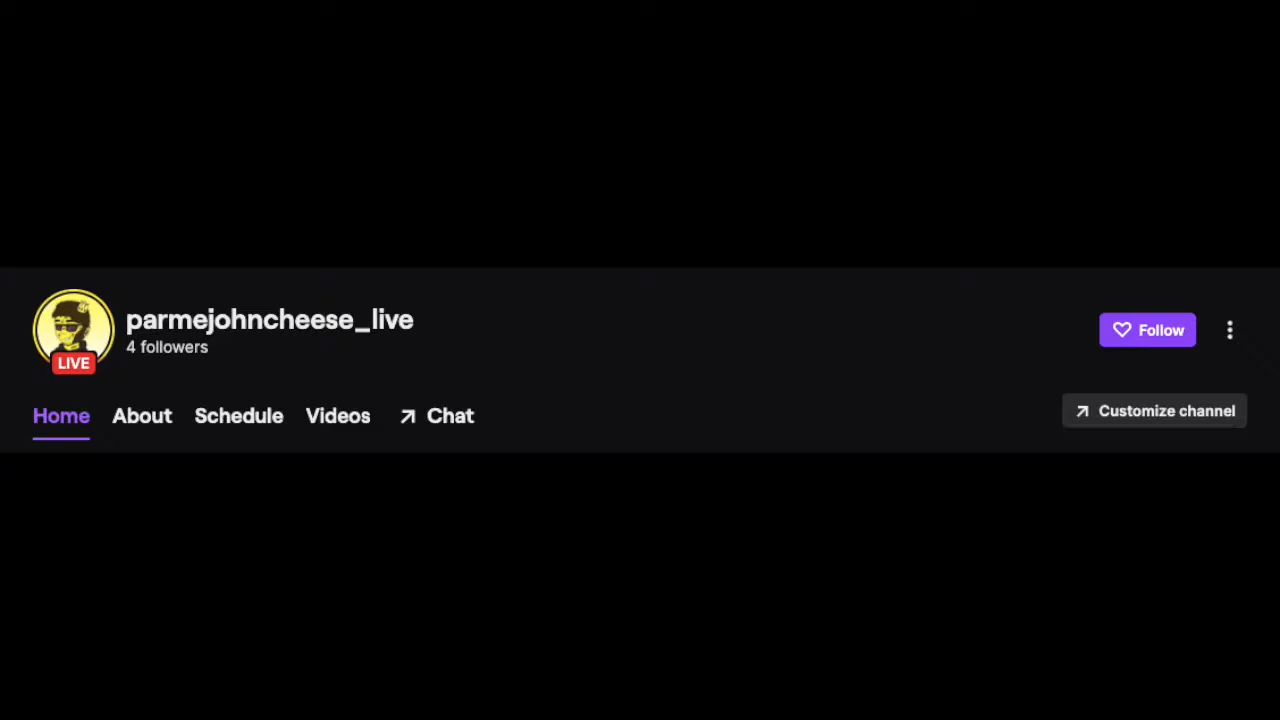 parmejohncheese_live
4 followers
LIVE
Follow
Home About Schedule Videos Chat
Customize channel